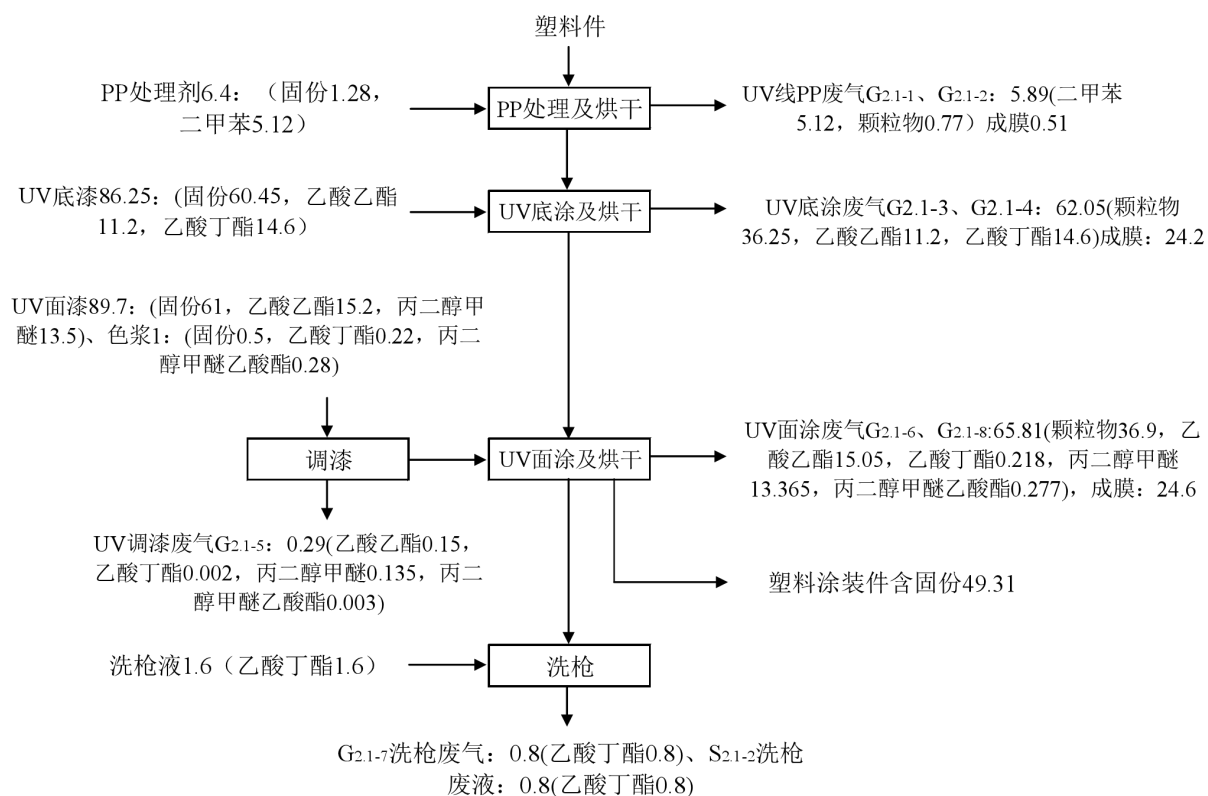 塑料件
PP处理剂6.4：（固份1.28，
二甲苯5.12）
PP处理及烘干
UV线PP废气G2.1-1、G2.1-2：5.89(二甲苯
5.12，颗粒物0.77）成膜0.51
UV底漆86.25：(固份60.45，乙酸乙酯
11.2，乙酸丁酯14.6）
UV底涂及烘干
UV底涂废气G2.1-3、G2.1-4：62.05(颗粒物
36.25，乙酸乙酯11.2，乙酸丁酯14.6)成膜：24.2
UV面漆89.7：(固份61，乙酸乙酯15.2，丙二醇甲
醚13.5)、色浆1：(固份0.5，乙酸丁酯0.22，丙二
醇甲醚乙酸酯0.28)
调漆
UV面涂及烘干
UV面涂废气G2.1-6、G2.1-8:65.81(颗粒物36.9，乙
酸乙酯15.05，乙酸丁酯0.218，丙二醇甲醚
13.365，丙二醇甲醚乙酸酯0.277)，成膜：24.6
UV调漆废气G2.1-5：0.29(乙酸乙酯0.15，
乙酸丁酯0.002，丙二醇甲醚0.135，丙二
醇甲醚乙酸酯0.003)
塑料涂装件含固份49.31
洗枪液1.6（乙酸丁酯1.6）
洗枪
G2.1-7洗枪废气：0.8(乙酸丁酯0.8)、S2.1-2洗枪
废液：0.8(乙酸丁酯0.8)